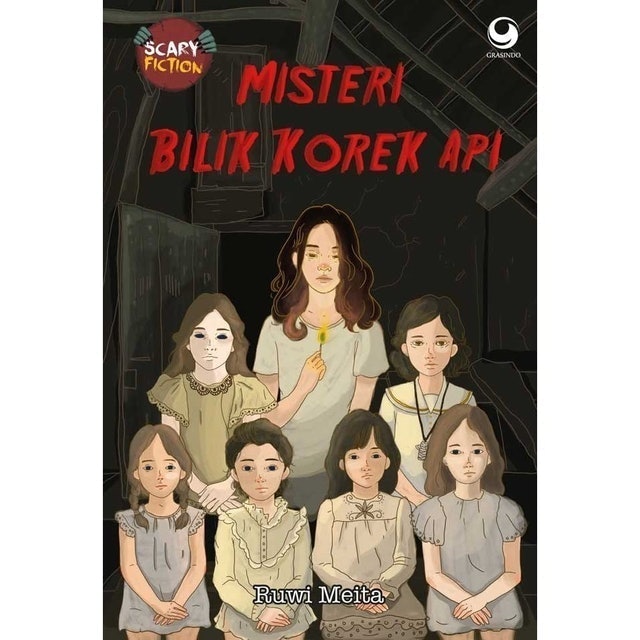 SCARY
FICTION
GRASINDO
MISTERI
BILIK KOREK API
Ruwi Meita